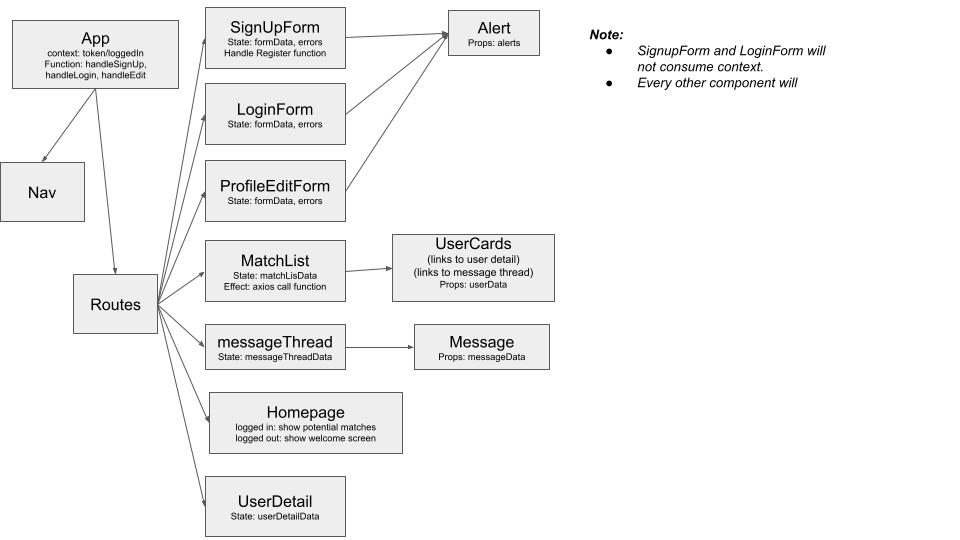 App
context: token/loggedIn
Function: handleSignUp,
handleLogin, handleEdit
Nav
Routes
SignUpForm
State: formData, errors
Handle Register function
LoginForm
State: formData, errors
ProfileEditForm
State: formData, errors
MatchList
State: matchLisData
Effect: axios call function
messageThread
State: messageThreadData
Homepage
logged in: show potential matches
logged out: show welcome screen
UserDetail
State: userDetailData
Alert
Props: alerts
UserCards
(links to user detail)
(links to message thread)
Props: userData
Message
Props: messageData
Note:
● SignupForm and LoginForm will
not consume context.
● Every other component will